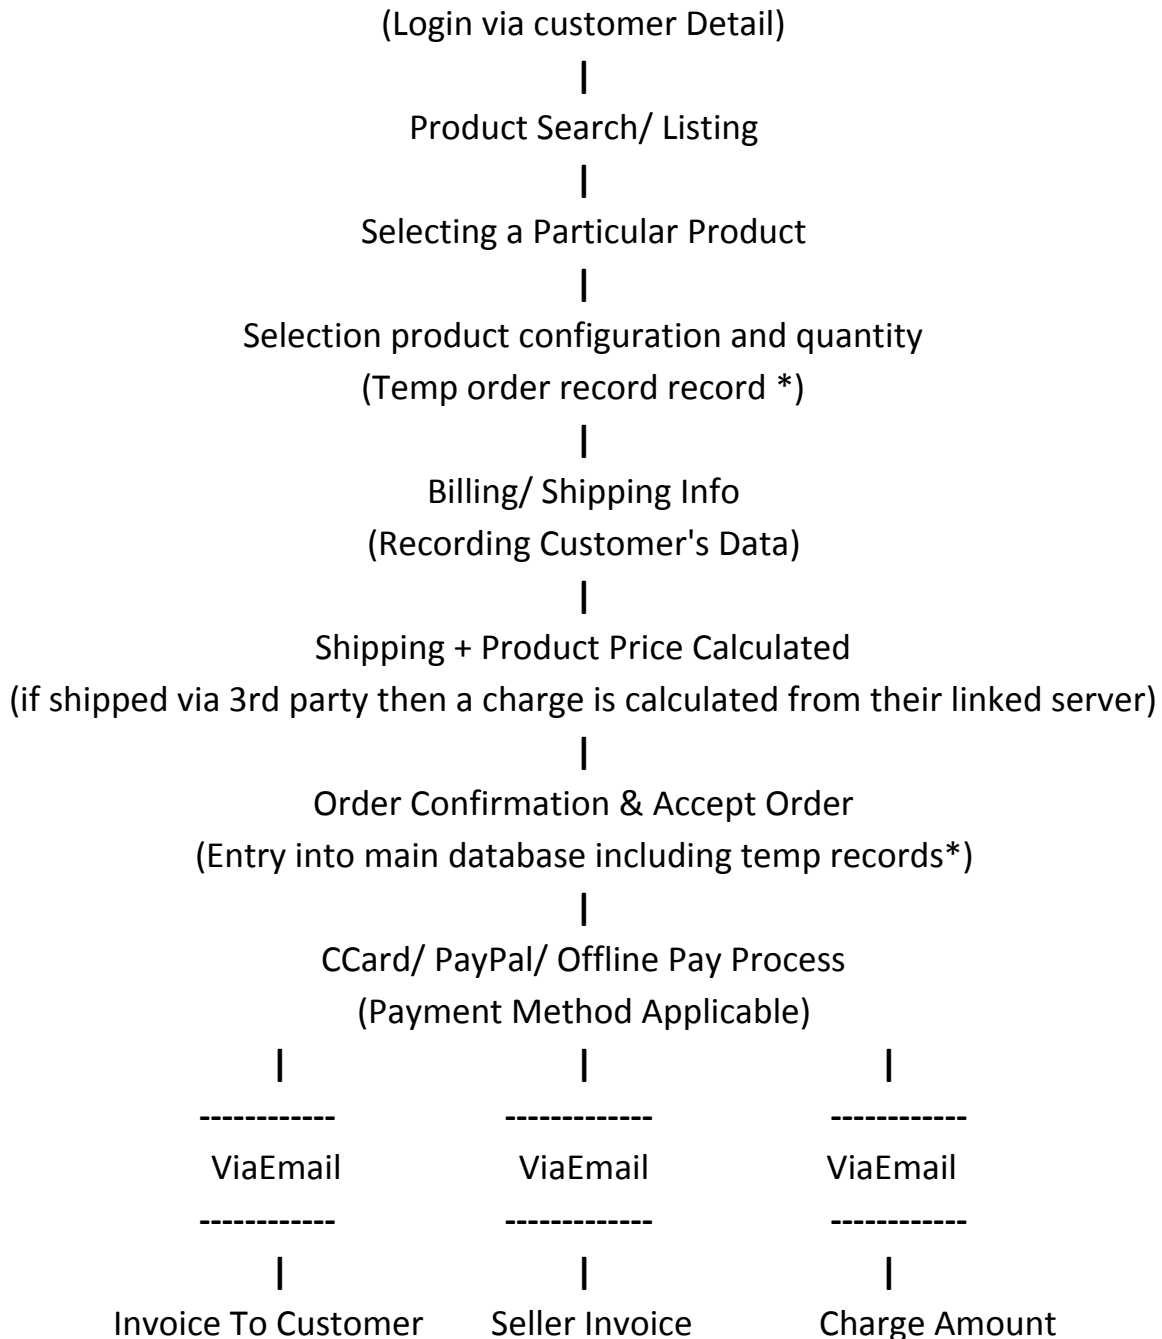 (Login via customer Detail)
|
Product Search/ Listing
|
Selecting a Particular Product
|
Selection product configuration and quantity
(Temp order record record *)
|
Billing/ Shipping Info
(Recording Customer's Data)
|
Shipping + Product Price Calculated
(if shipped via 3rd party then a charge is calculated from their linked server)
|
Order Confirmation & Accept Order
(Entry into main database including temp records*)
|
CCard/ PayPal/ Offline Pay Process
(Payment Method Applicable)
| | |
------------ ------------- ------------
ViaEmail ViaEmail ViaEmail
------------ ------------- ------------
| | |
Invoice To Customer Seller Invoice Charge Amount